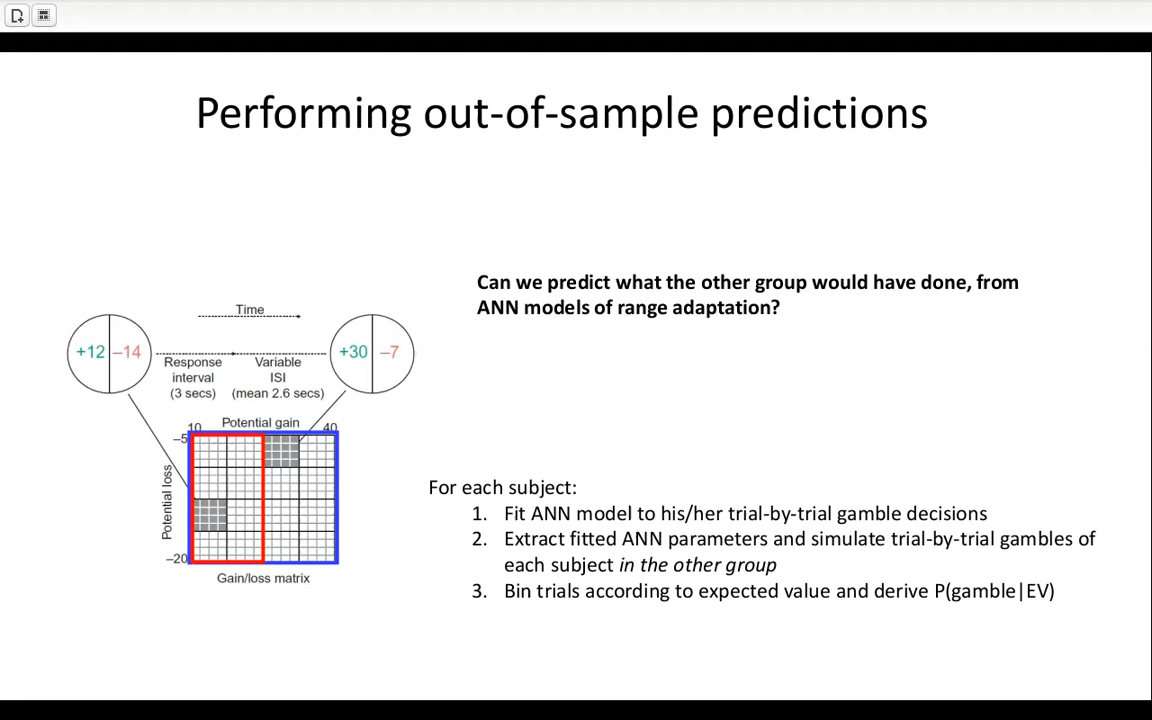 Performing out-of-sample predictions
Can we predict what the other group would have done, from
ANN models of range adaptation?
Time
+12 –14
+30 –7
Response
interval
(3 secs)
Variable
ISI
(mean 2.6 secs)
Potential gain
10
40
–5
Potential loss
–20
Gain/loss matrix
For each subject:
1. Fit ANN model to his/her trial-by-trial gamble decisions
2. Extract fitted ANN parameters and simulate trial-by-trial gambles of
each subject in the other group
3. Bin trials according to expected value and derive P(gamble|EV)